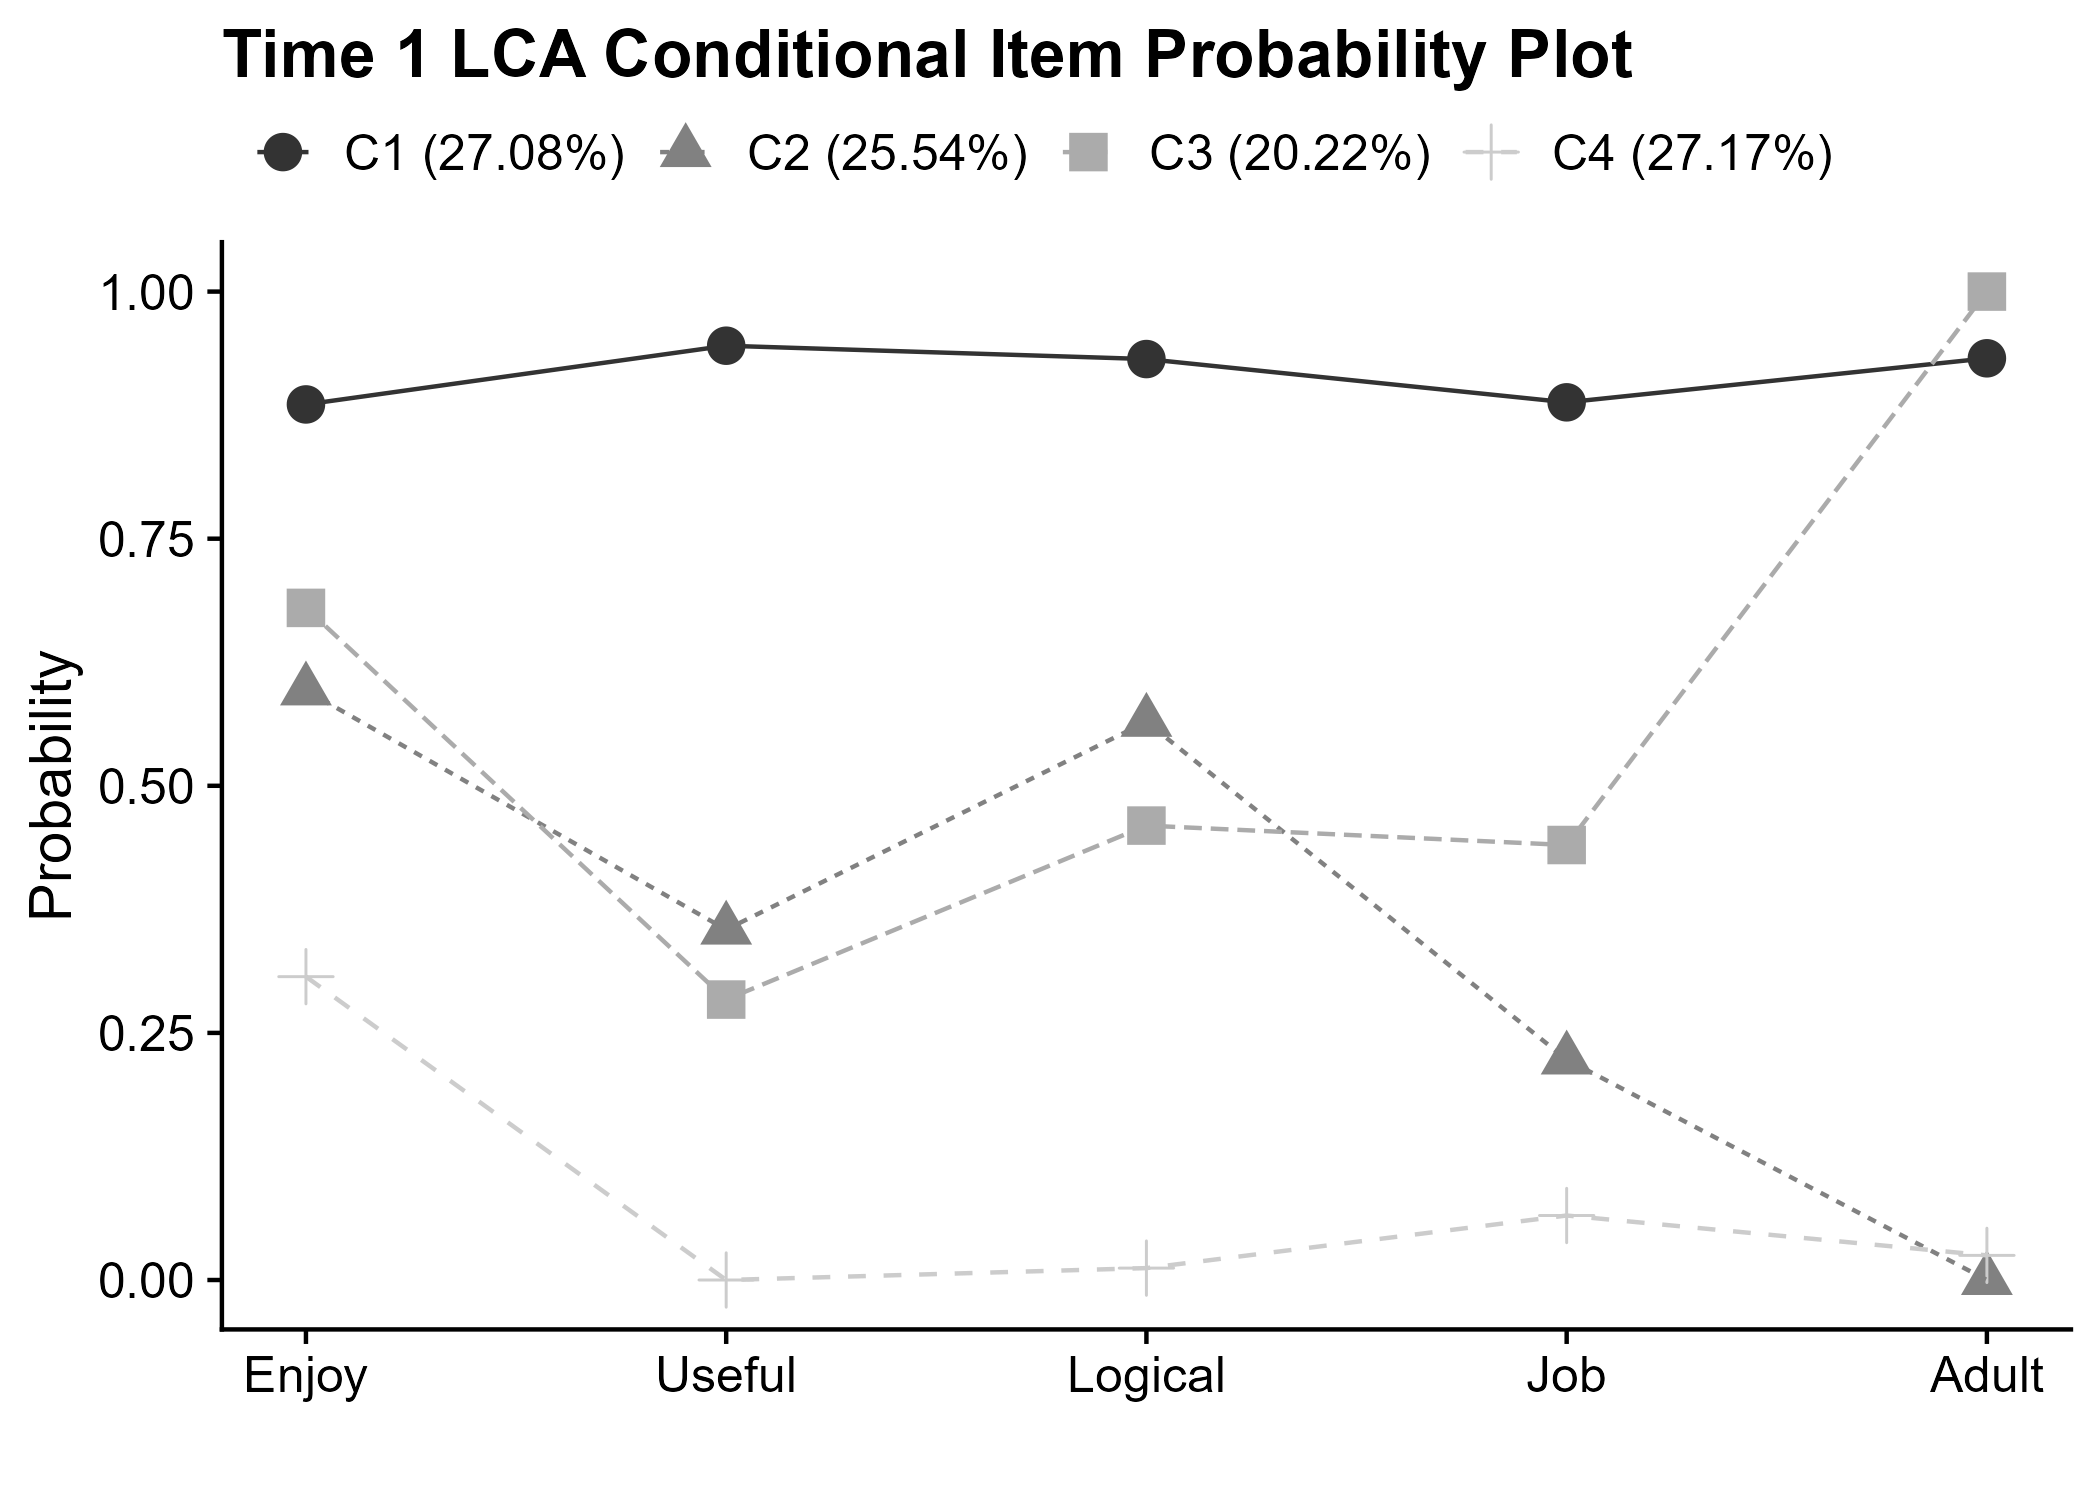 Time 1 LCA Conditional Item Probability Plot
C1 (27.08%) C2 (25.54%) C3 (20.22%) C4 (27.17%)
Probability
1.00
0.75
0.50
0.25
0.00
Enjoy Useful Logical Job Adult